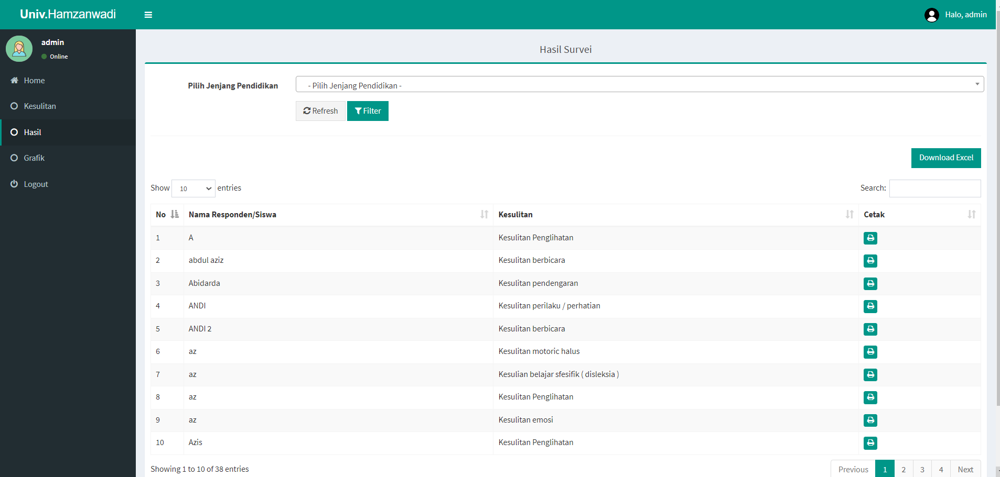 Univ.Hamzanwadi
Halo, admin
admin
Online
Home
Kesulitan
Hasil
Grafik
Logout
Hasil Survei
Pilih Jenjang Pendidikan - Pilih Jenjang Pendidikan -
Refresh Filter
Download Excel
Show 10 entries Search:
No Nama Responden/Siswa Kesulitan Cetak
1 A Kesulitan Penglihatan
2 abdul aziz Kesulitan berbicara
3 Abidarda Kesulitan pendengaran
4 ANDI Kesulitan perilaku / perhatian
5 ANDI 2 Kesulitan berbicara
6 az Kesulitan motoric halus
7 az Kesulian belajar sfesifik ( disleksia )
8 az Kesulitan Penglihatan
9 az Kesulitan emosi
10 Azis Kesulitan Penglihatan
Showing 1 to 10 of 38 entries Previous 1 2 3 4 Next